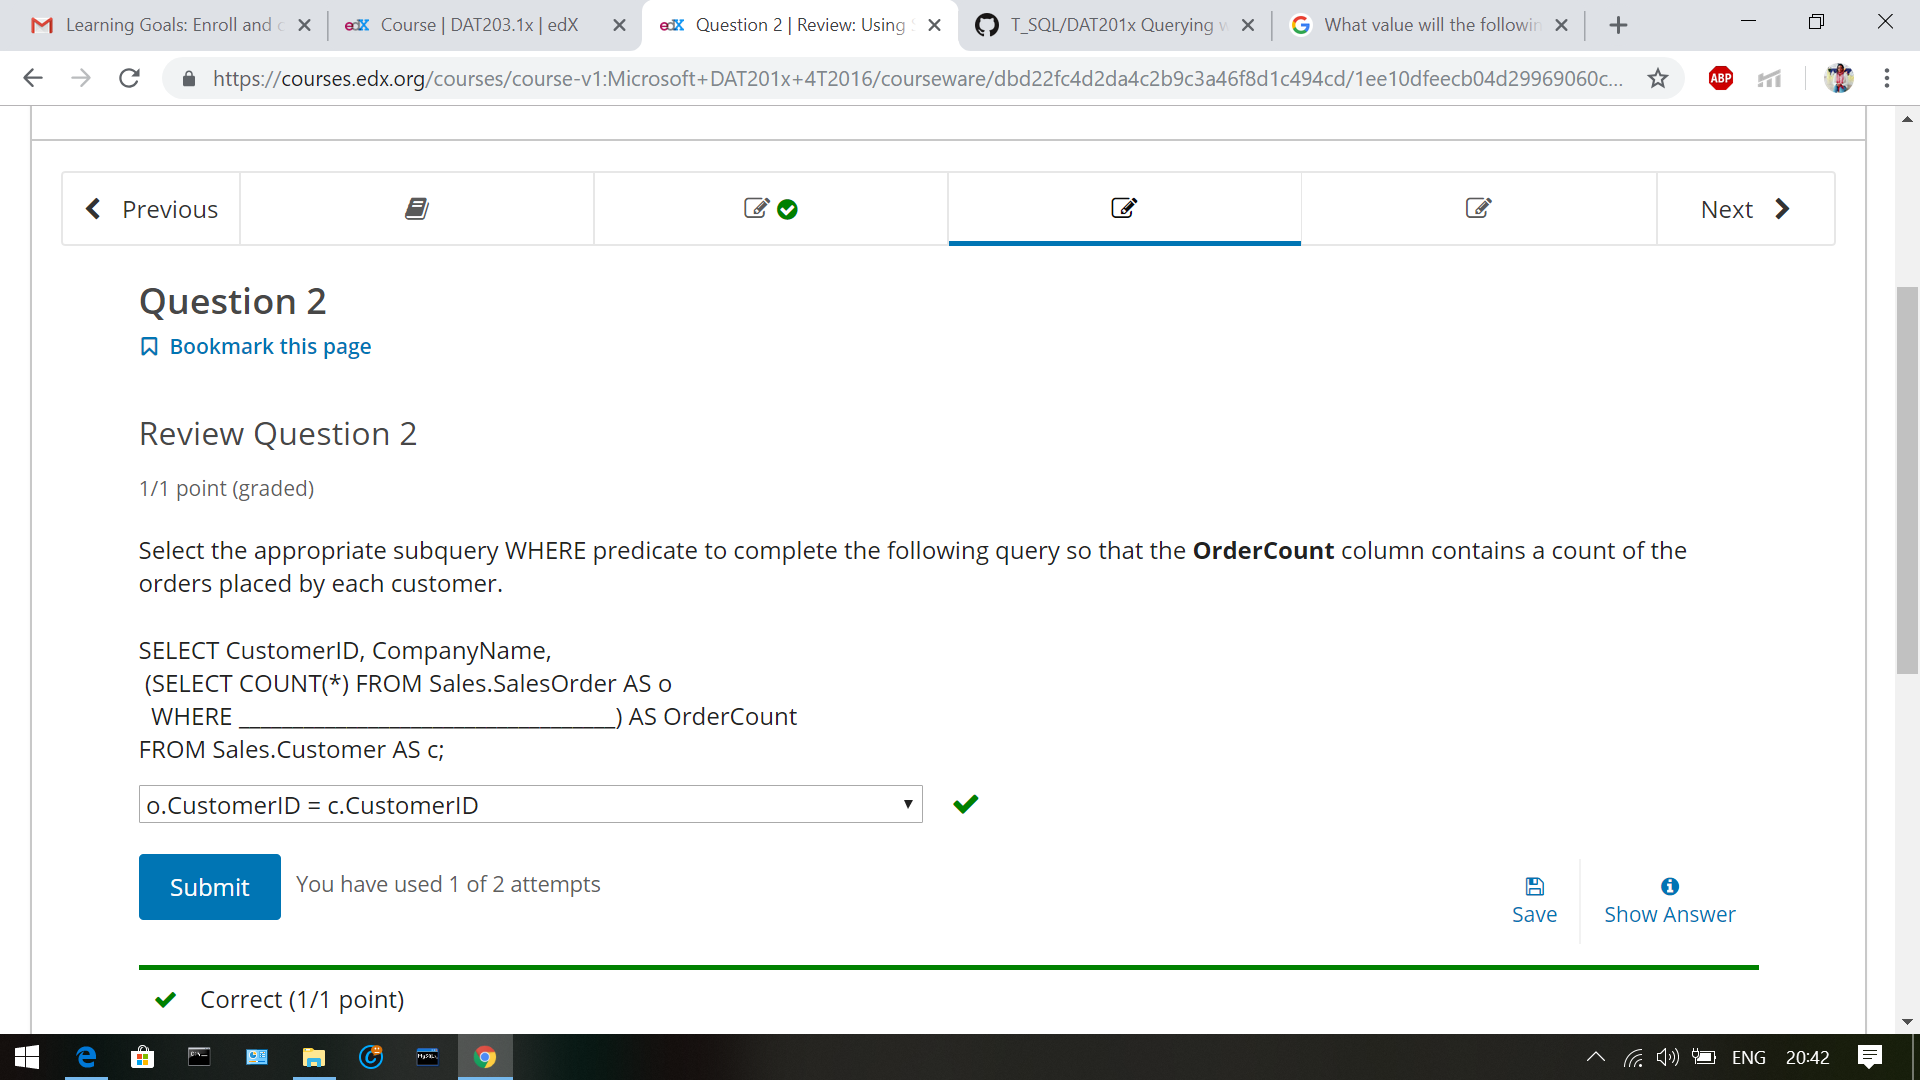 Learning Goals: Enroll and c
edX Course | DAT203.1x | edX
edX Question 2 | Review: Using S
T_SQL/DAT201x Querying w
What value will the followin
https://courses.edx.org/courses/course-v1:Microsoft+DAT201x+4T2016/courseware/dbd22fc4d2da4c2b9c3a46f8d1c494cd/1ee10dfeecb04d29969060c...
ABP
Previous
Next
Question 2
Bookmark this page
Review Question 2
1/1 point (graded)
Select the appropriate subquery WHERE predicate to complete the following query so that the OrderCount column contains a count of the
orders placed by each customer.
SELECT CustomerID, CompanyName,
(SELECT COUNT(*) FROM Sales.SalesOrder AS o
WHERE ______________________________) AS OrderCount
FROM Sales.Customer AS c;
o.CustomerID = c.CustomerID
Submit
You have used 1 of 2 attempts
Save
Show Answer
Correct (1/1 point)
ENG
20:42